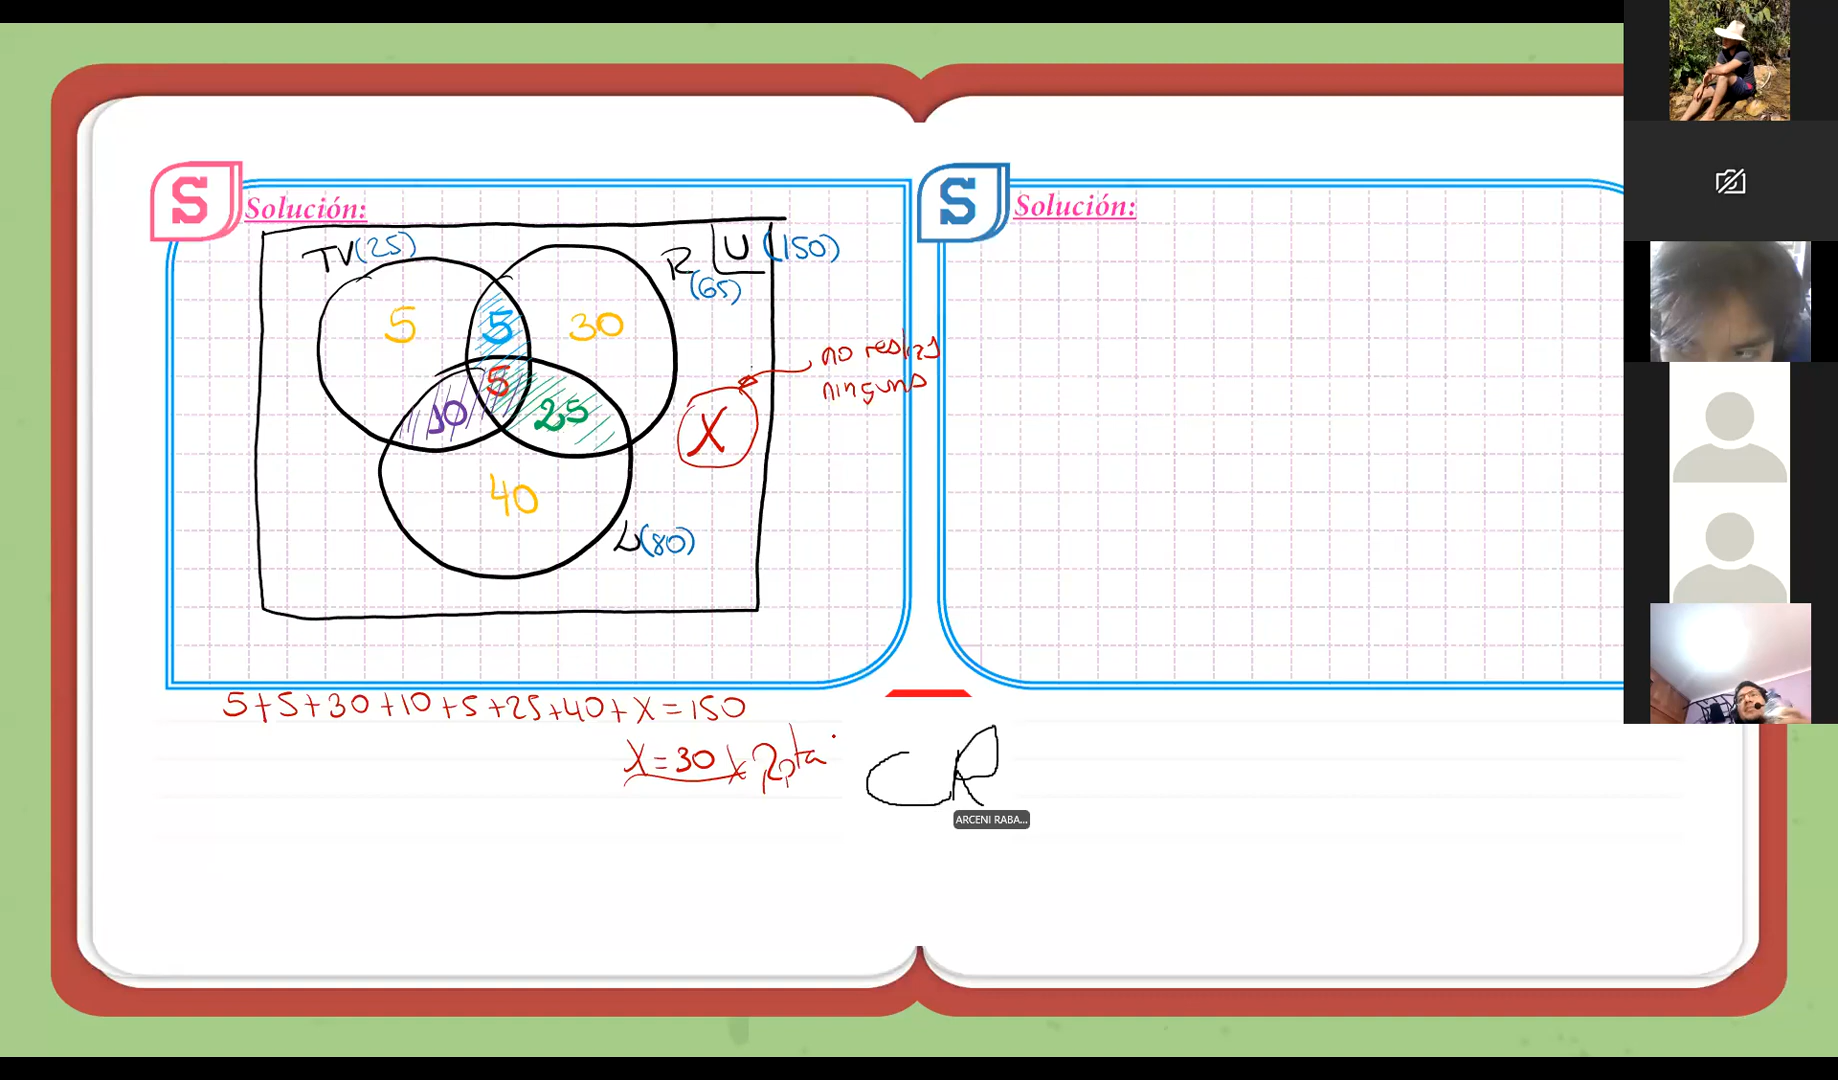 S Solución:
TV(25)
R
(65)
U (150)
5 5 30
5
10 25
X
no realiza
ninguno
40
L(80)
5+5+30+10+5+25+40+X=150
X=30 Rpta
S Solución:
CR
ARCENI RABA...